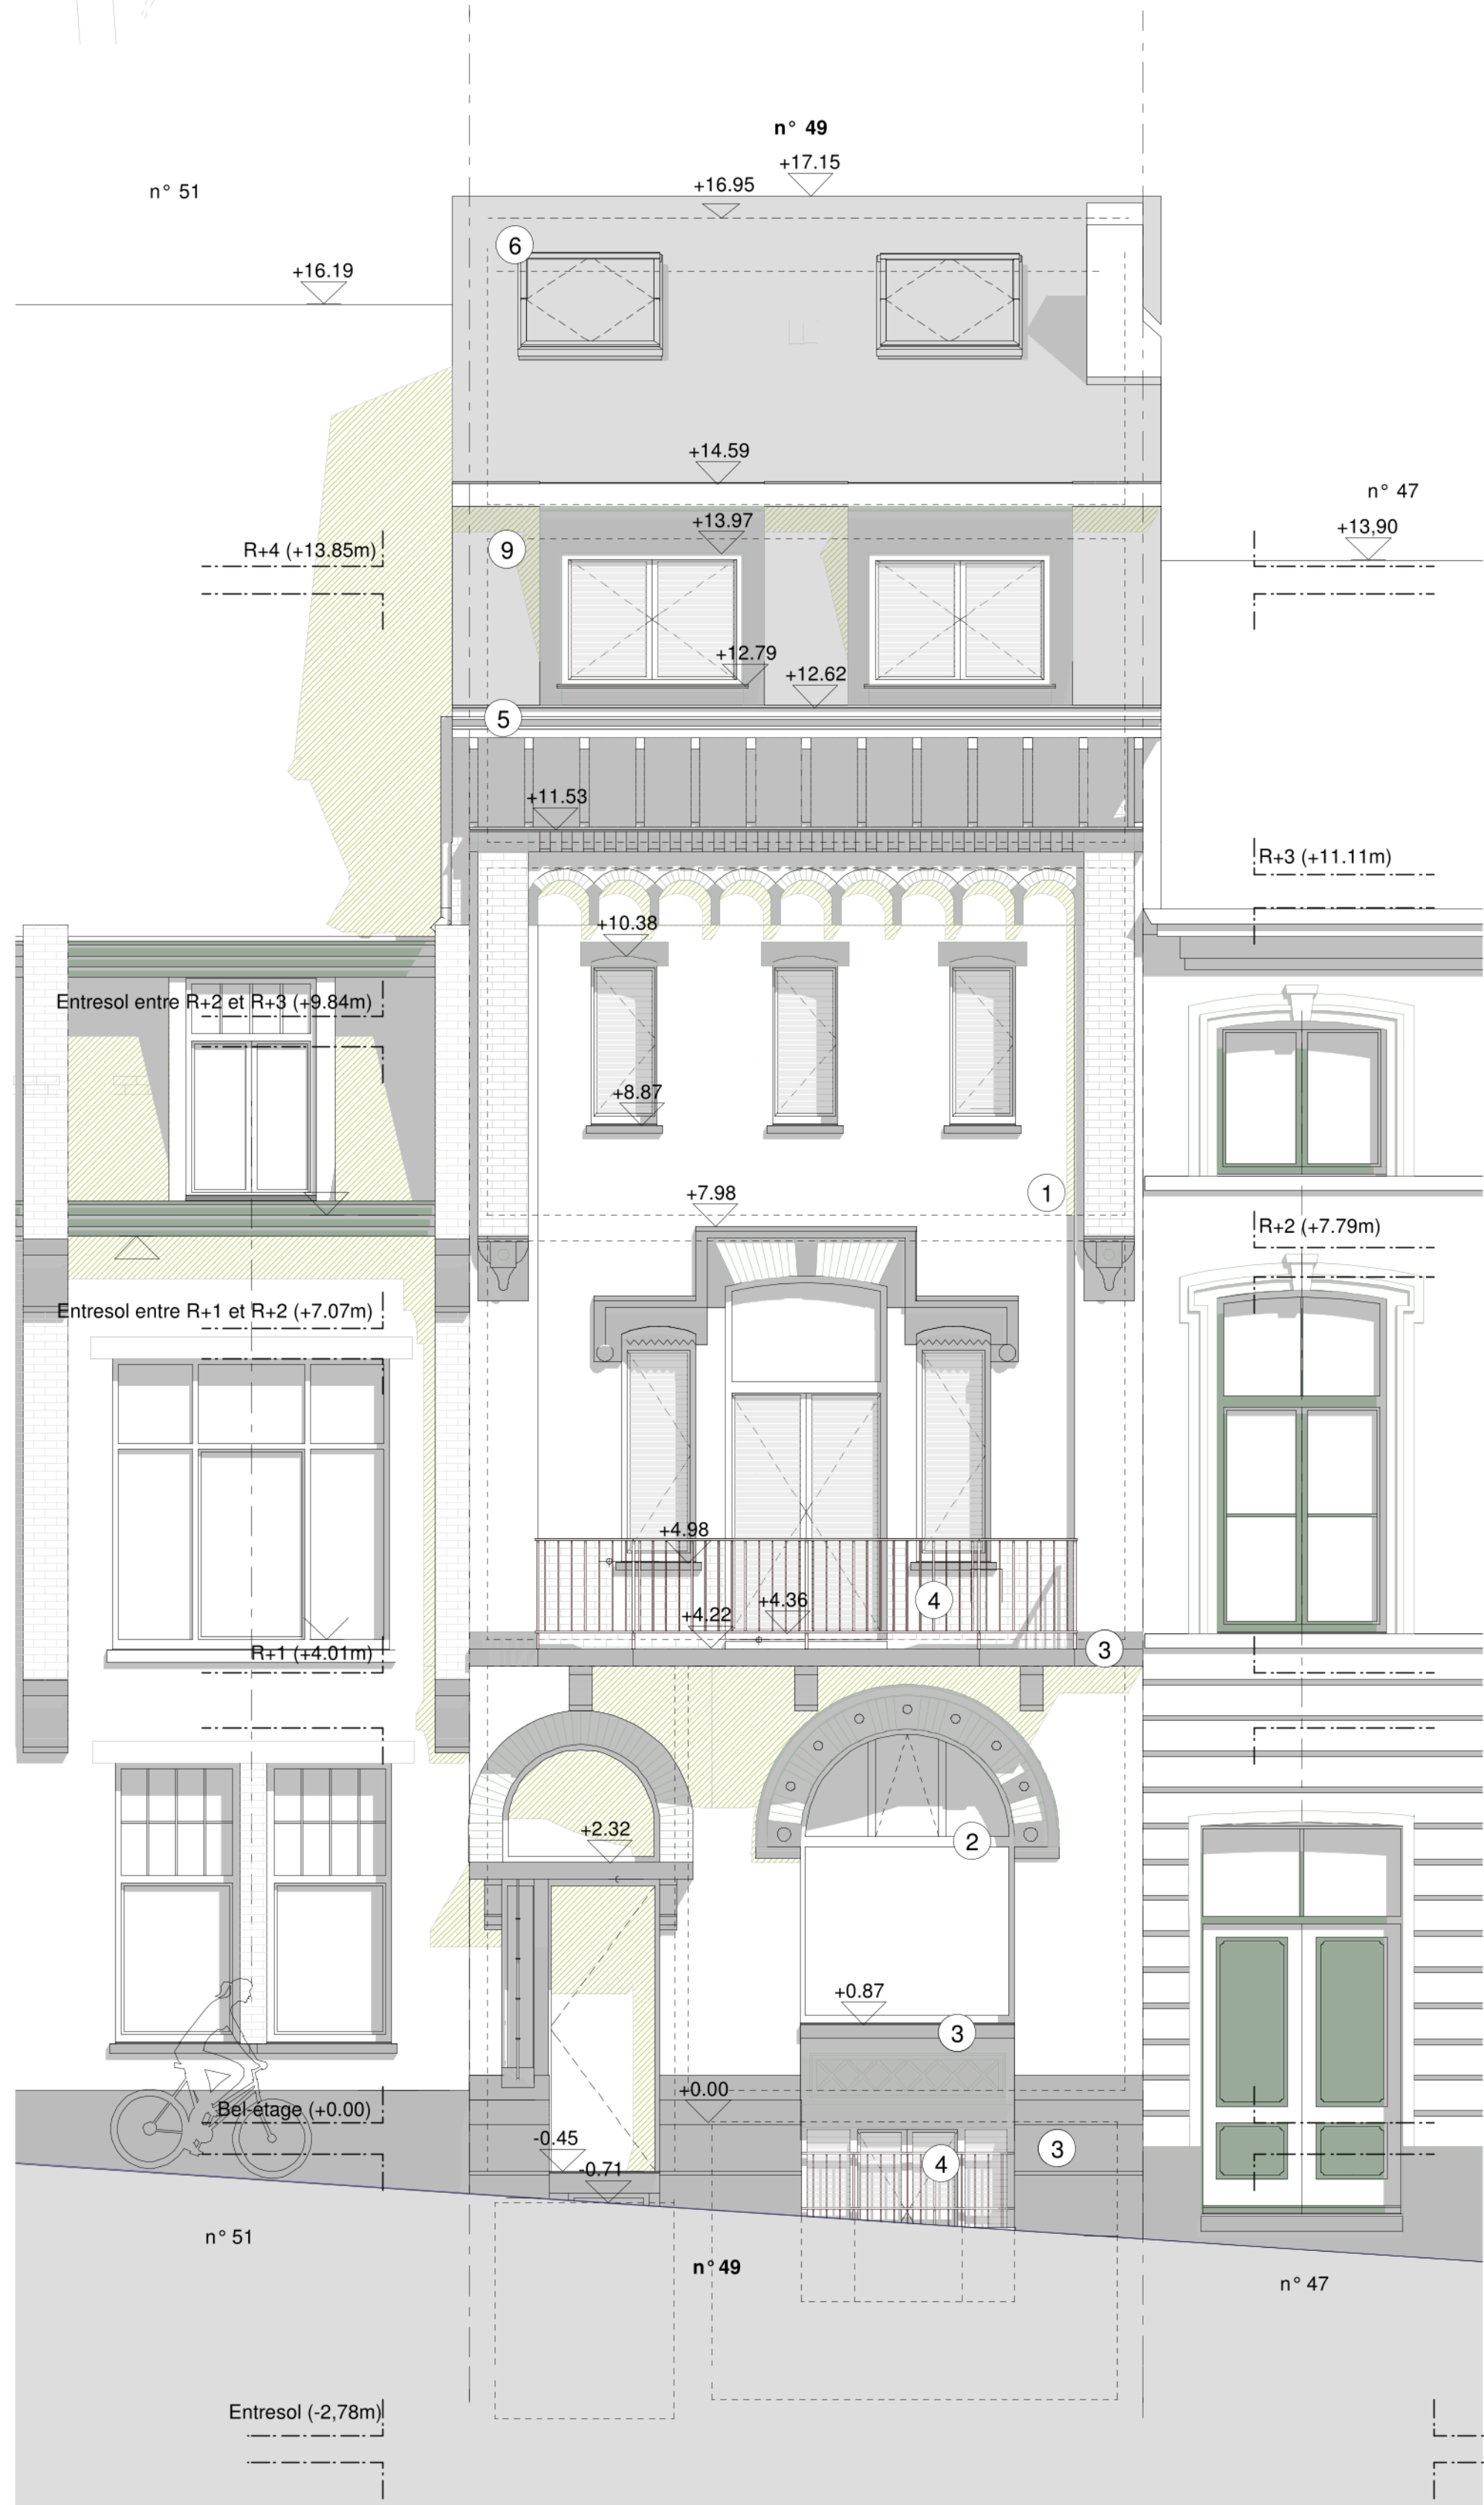 n° 49
+17.15
+16.95
n° 51
6
+16.19
+14.59
n° 47
+13.97
+13,90
9
R+4 (+13.85m)
+12.79
+12.62
5
+11.53
R+3 (+11.11m)
+10.38
Entresol entre R+2 et R+3 (+9.84m)
+8.87
1
+7.98
R+2 (+7.79m)
Entresol entre R+1 et R+2 (+7.07m)
+4.98
4
+4.36
+4.22
3
R+1 (+4.01m)
+2.32
2
+0.87
3
+0.00
Bel-étage (+0.00)
-0.45
3
4
-0.71
n° 51
n° 49
n° 47
Entresol (-2,78m)